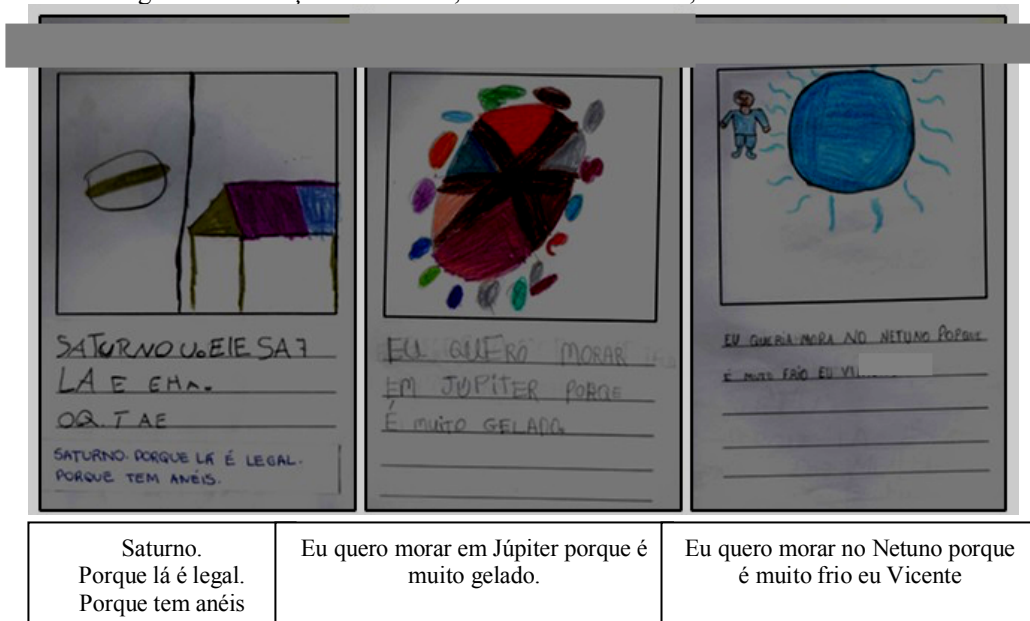 SATURNO U.EIE SA7
LA E EHA.
OQ.T AE
SATURNO. PORQUE LÁ É LEGAL.
PORQUE TEM ANÉIS.
EU QUERO MORAR
EM JUPITER PORQE
É MUITO GELADO.
EU QUERIA MORA NO NETUNO PORQUE
É MUITO FRIO EU
Saturno.
Porque lá é legal.
Porque tem anéis
Eu quero morar em Júpiter porque é
muito gelado.
Eu quero morar no Netuno porque
é muito frio eu Vicente